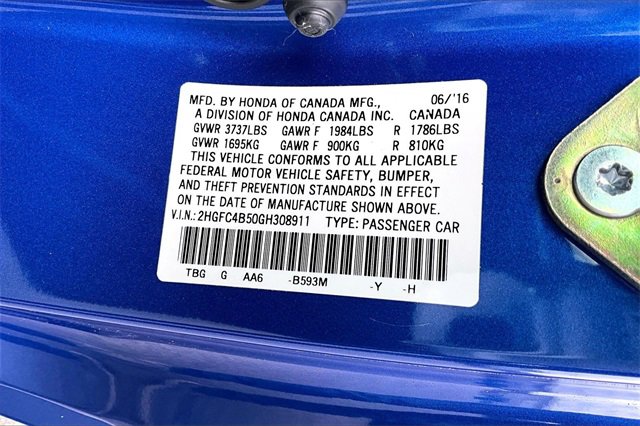 MFD. BY HONDA OF CANADA MFG., 06/'16
A DIVISION OF HONDA CANADA INC. CANADA
GVWR 3737LBS GAWR F 1984LBS R 1786LBS
GVWR 1695KG GAWR F 900KG R 810KG
THIS VEHICLE CONFORMS TO ALL APPLICABLE
FEDERAL MOTOR VEHICLE SAFETY, BUMPER,
AND THEFT PREVENTION STANDARDS IN EFFECT
ON THE DATE OF MANUFACTURE SHOWN ABOVE.
V.I.N.: 2HGFC4B50GH308911 TYPE: PASSENGER CAR
TBG G AA6 -B593M -Y -H